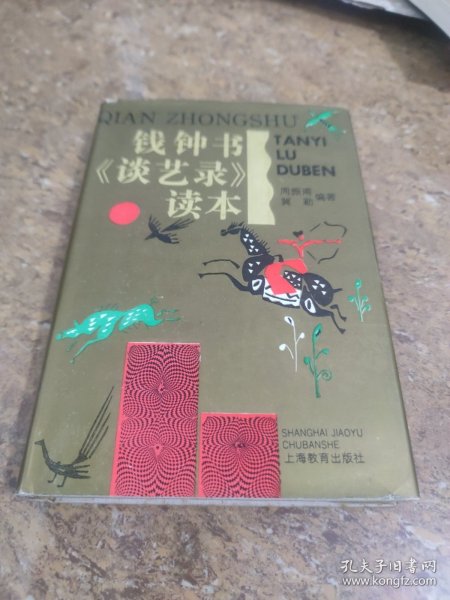 QIAN ZHONGSHU
钱钟书
《谈艺录》
读本
TANYI
LU
DUBEN
周振甫
冀勤
编著
SHANGHAI JIAOYU
CHUBANSHE
上海教育出版社
孔夫子旧书网
www.kongfz.com